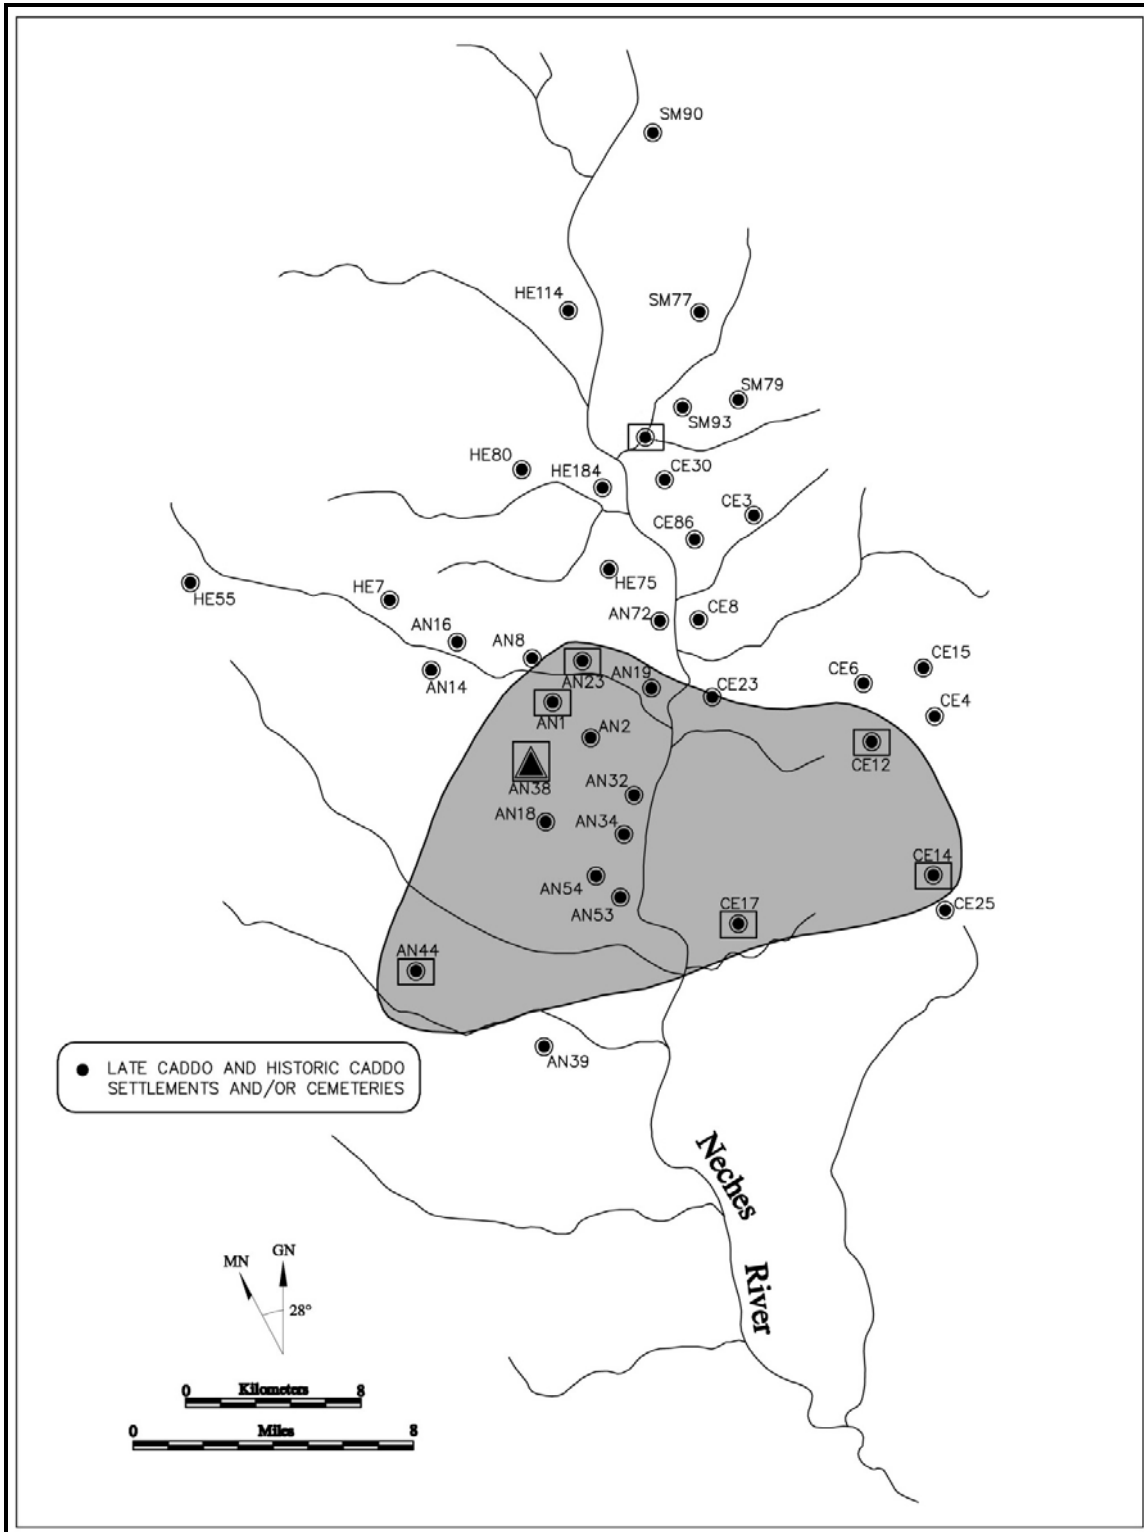 SM90
HE114
SM77
SM79
SM93
HE80
HE184
CE30
CE3
CE86
HE55
HE7
HE75
AN72
CE8
AN16
AN8
AN14
AN23
AN19
CE23
CE6
CE15
CE4
AN1
AN2
CE12
AN38
AN32
AN18
AN34
CE14
AN54
AN53
CE17
CE25
AN44
AN39
LATE CADDO AND HISTORIC CADDO
SETTLEMENTS AND/OR CEMETERIES
Neches
River
MN
GN
28°
0 Kilometers 8
0 Miles 8